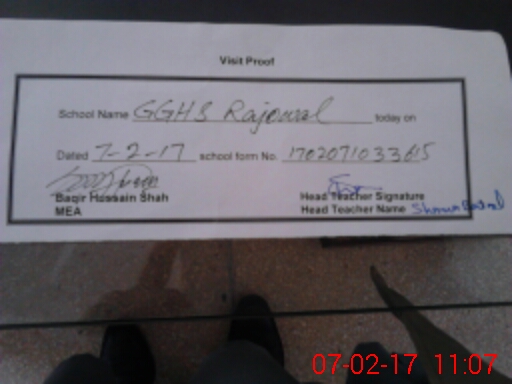 Visit Proof
School Name GGHS Rajowal today on
Dated 7-2-17 school form No. 1702071033615
Baqir Hussain Shah
MEA
Head Teacher Signature
Head Teacher Name
07-02-17 11:07